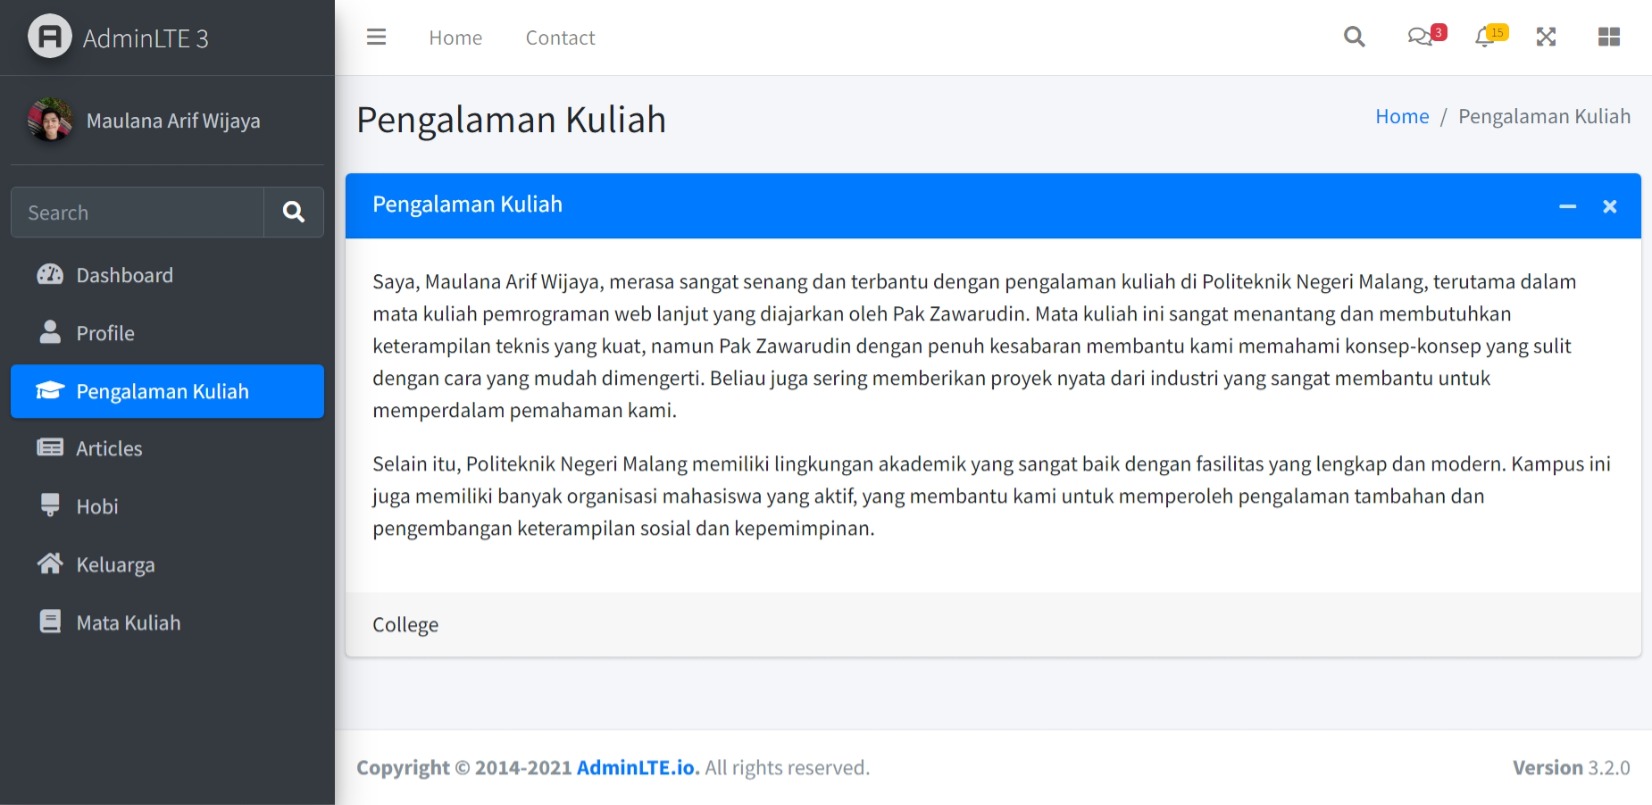 AdminLTE 3
Home
Contact
3
15
Maulana Arif Wijaya
Search
Dashboard
Profile
Pengalaman Kuliah
Articles
Hobi
Keluarga
Mata Kuliah
Pengalaman Kuliah
Home / Pengalaman Kuliah
Pengalaman Kuliah
Saya, Maulana Arif Wijaya, merasa sangat senang dan terbantu dengan pengalaman kuliah di Politeknik Negeri Malang, terutama dalam
mata kuliah pemrograman web lanjut yang diajarkan oleh Pak Zawarudin. Mata kuliah ini sangat menantang dan membutuhkan
keterampilan teknis yang kuat, namun Pak Zawarudin dengan penuh kesabaran membantu kami memahami konsep-konsep yang sulit
dengan cara yang mudah dimengerti. Beliau juga sering memberikan proyek nyata dari industri yang sangat membantu untuk
memperdalam pemahaman kami.
Selain itu, Politeknik Negeri Malang memiliki lingkungan akademik yang sangat baik dengan fasilitas yang lengkap dan modern. Kampus ini
juga memiliki banyak organisasi mahasiswa yang aktif, yang membantu kami untuk memperoleh pengalaman tambahan dan
pengembangan keterampilan sosial dan kepemimpinan.
College
Copyright © 2014-2021 AdminLTE.io. All rights reserved.
Version 3.2.0